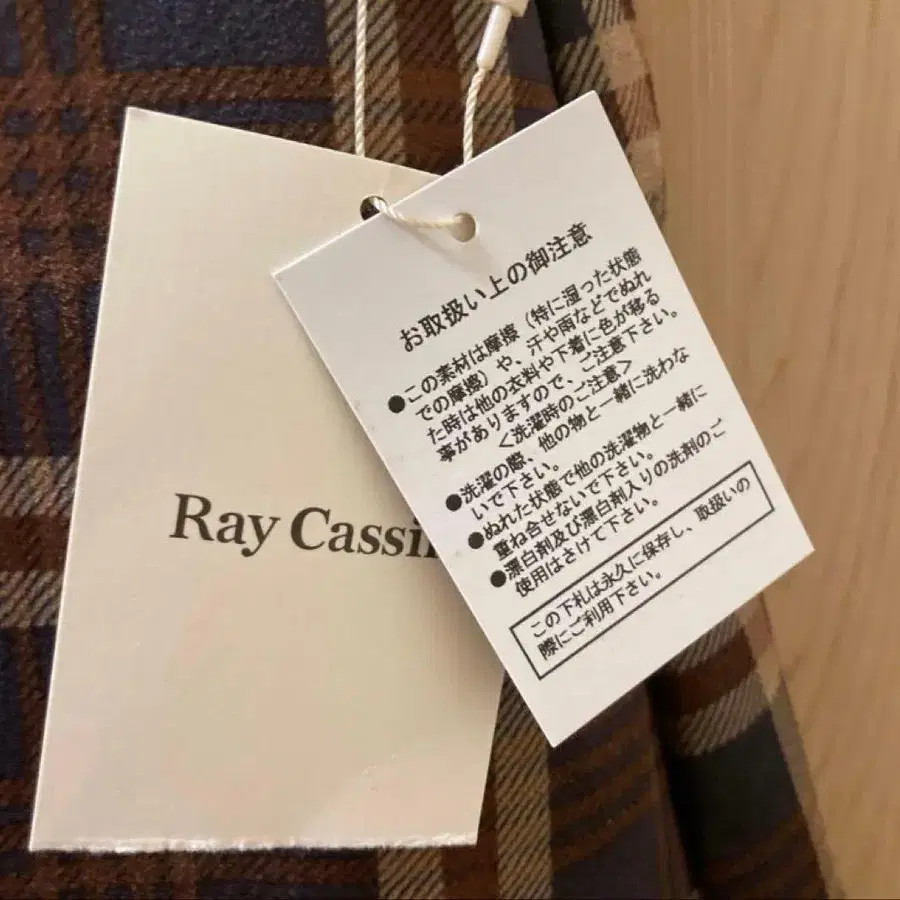 Ray Cassi
お取扱い上の御注意
●この素材は摩擦（特に湿った状態
での摩擦）や、汗や雨などでぬれ
た時は他の衣料や下着に色が移る
事がありますので、ご注意下さい。
＜洗濯時のご注意＞
●洗濯の際、他の物と一緒に洗わな
いで下さい。
●ぬれた状態で他の洗濯物と一緒に
重ね合せないで下さい。
●漂白剤及び漂白剤入りの洗剤のご
使用はさけて下さい。
この下札は永久に保存し、取扱いの
際にご利用下さい。